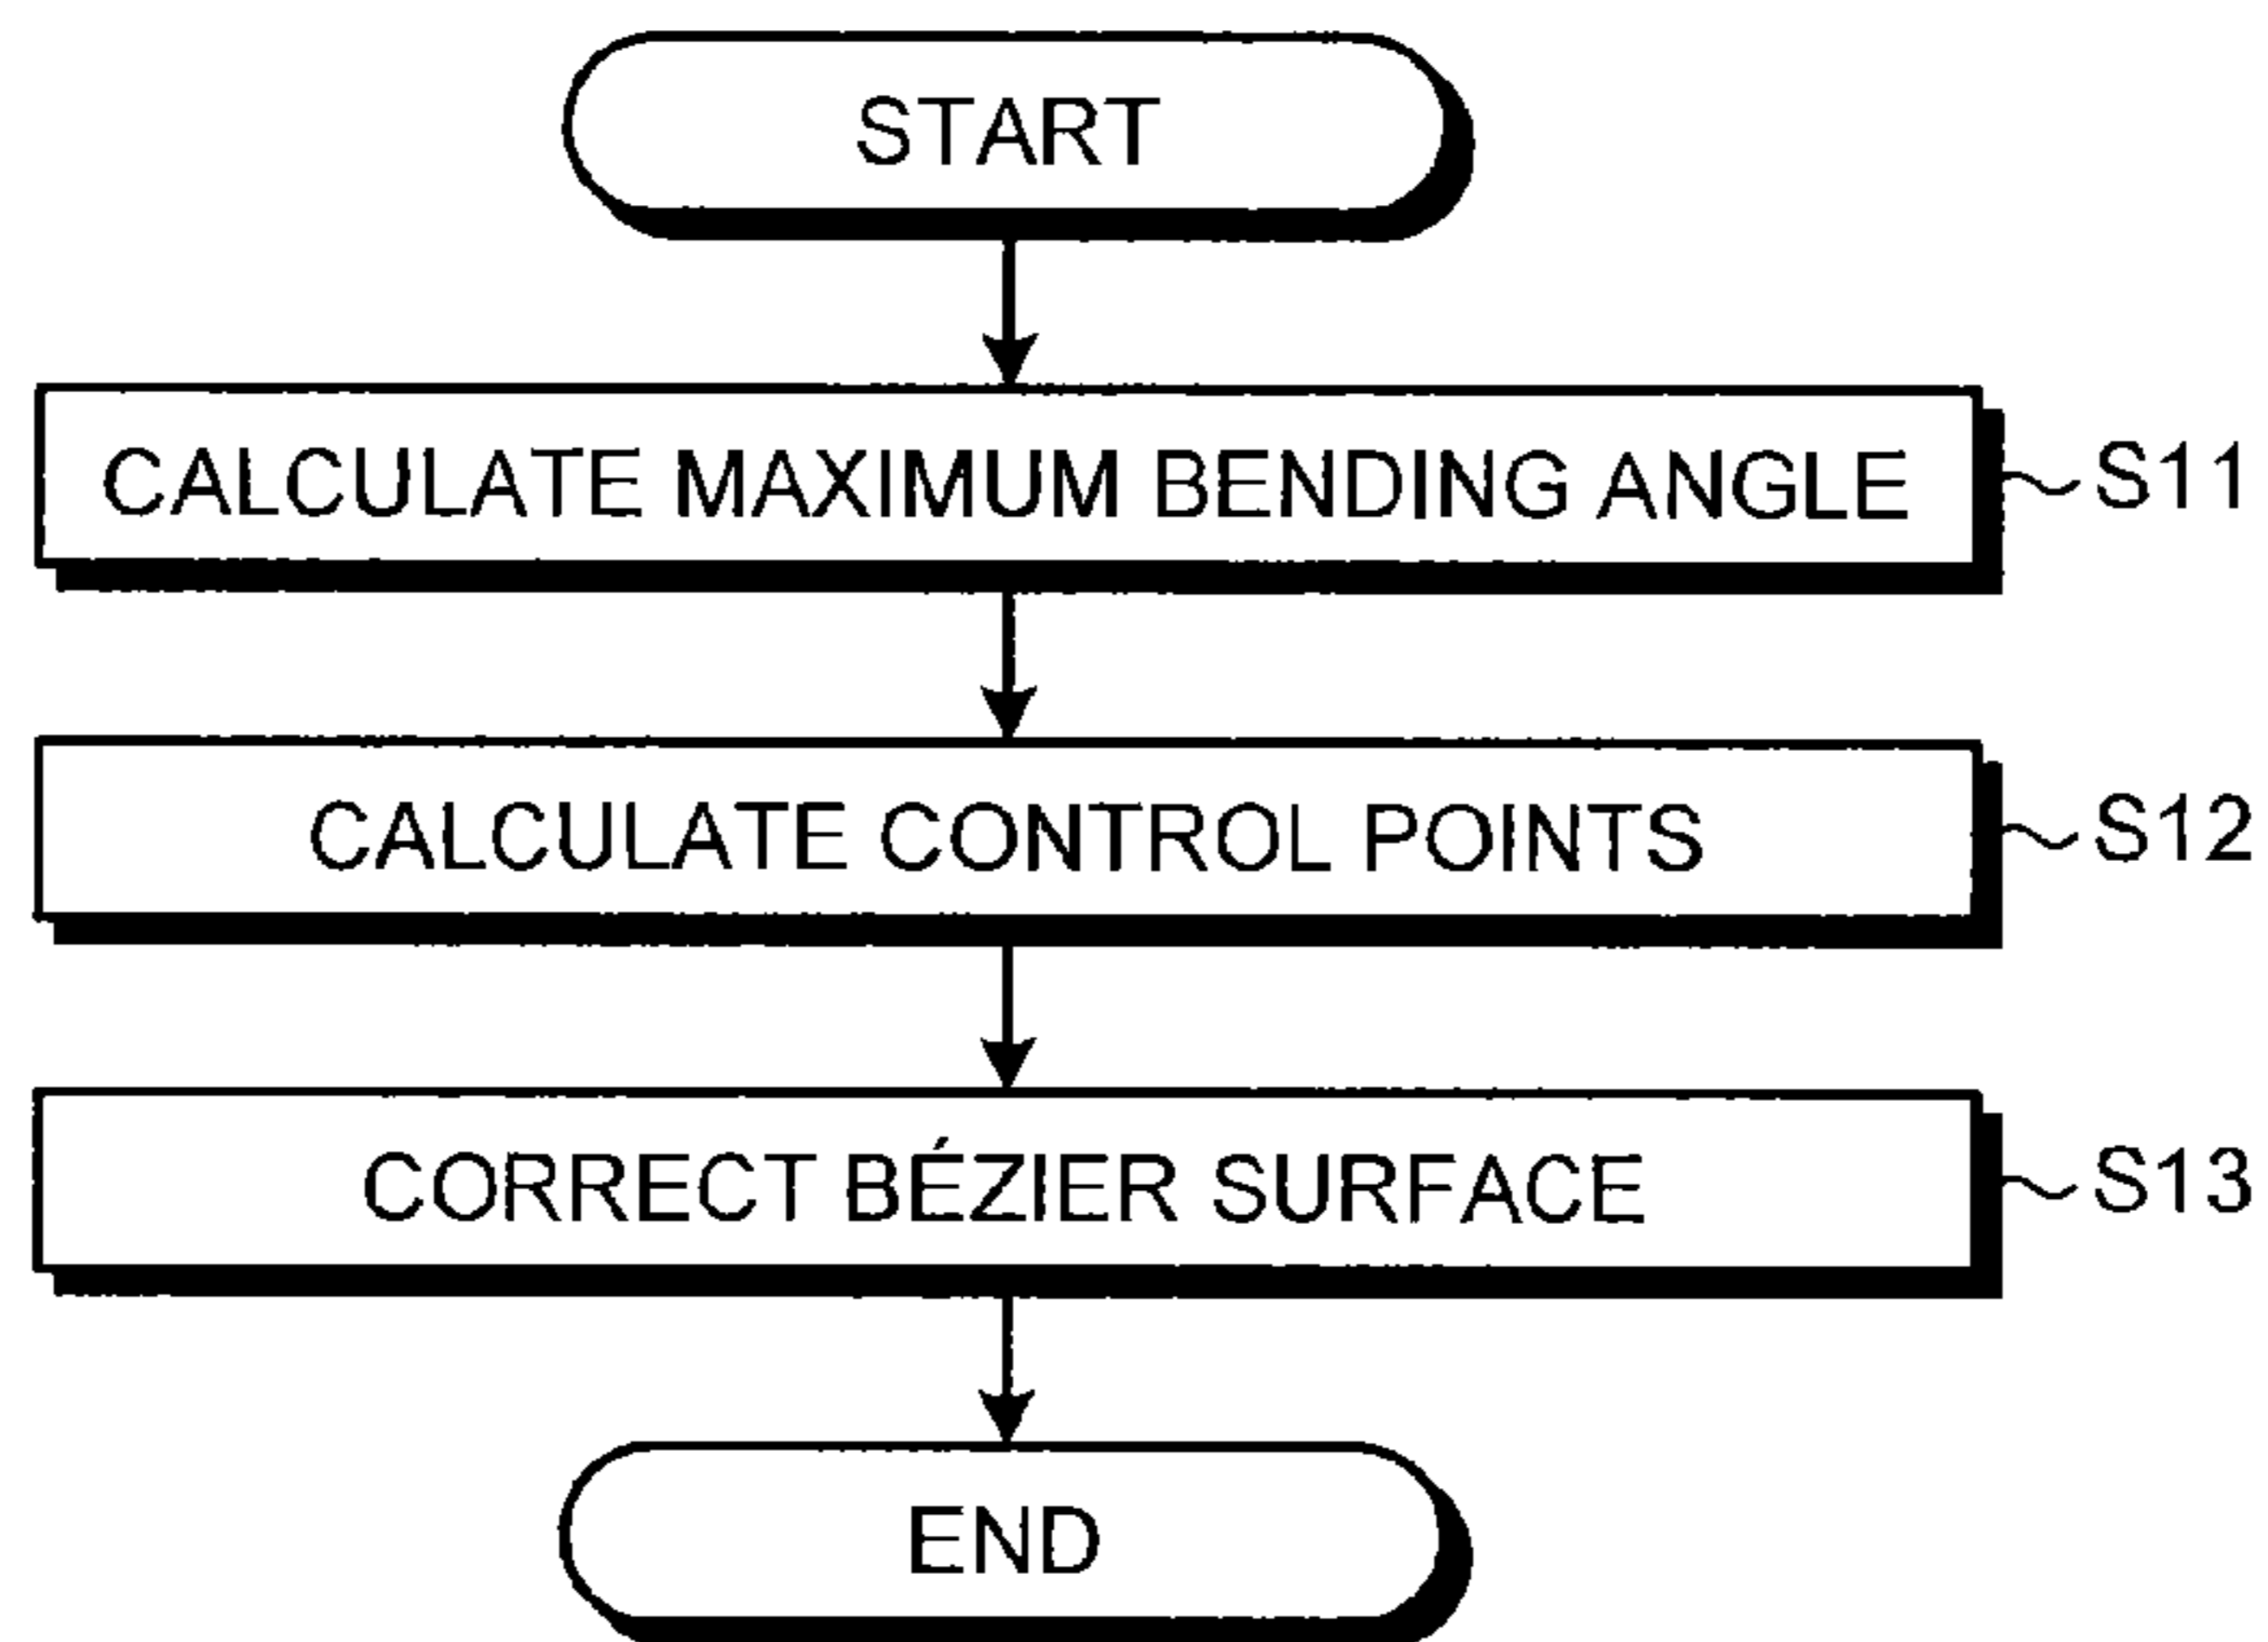 START
CALCULATE MAXIMUM BENDING ANGLE
S11
CALCULATE CONTROL POINTS
S12
CORRECT BÉZIER SURFACE
S13
END